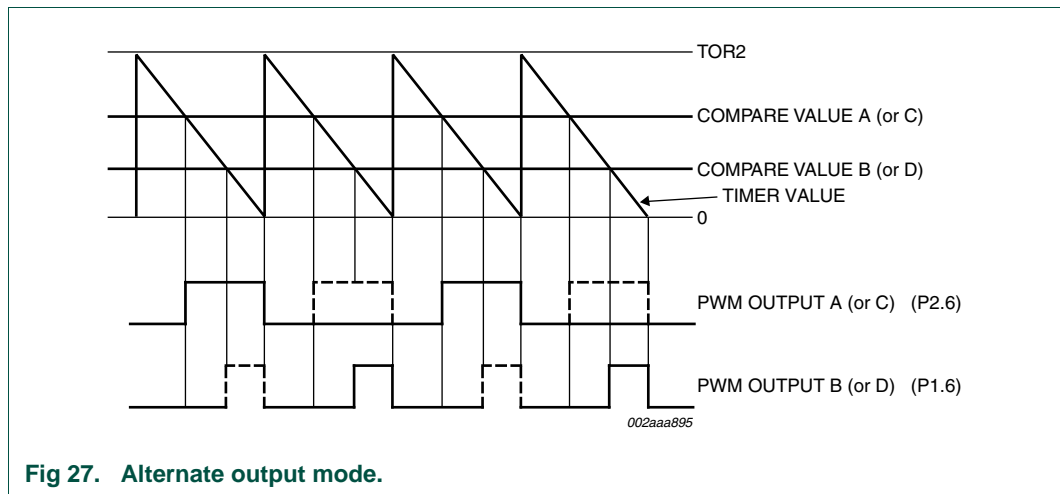 TOR2
COMPARE VALUE A (or C)
COMPARE VALUE B (or D)
TIMER VALUE
0
PWM OUTPUT A (or C) (P2.6)
PWM OUTPUT B (or D) (P1.6)
002aaa895
Fig 27. Alternate output mode.